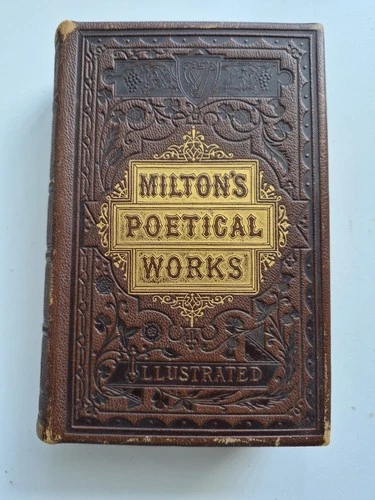 MILTON'S
POETICAL
WORKS
ILLUSTRATED